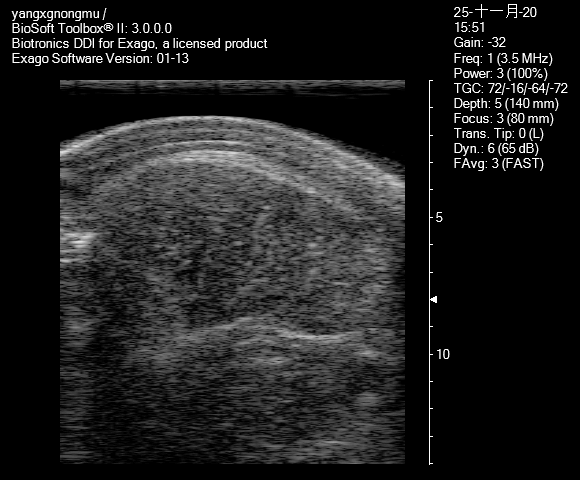 yangxgnongmu /
BioSoft Toolbox® II: 3.0.0.0
Biotronics DDI for Exago, a licensed product
Exago Software Version: 01-13
25-十一月-20
15:51
Gain: -32
Freq: 1 (3.5 MHz)
Power: 3 (100%)
TGC: 72/-16/-64/-72
Depth: 5 (140 mm)
Focus: 3 (80 mm)
Trans. Tip: 0 (L)
Dyn.: 6 (65 dB)
FAvg: 3 (FAST)
5
10